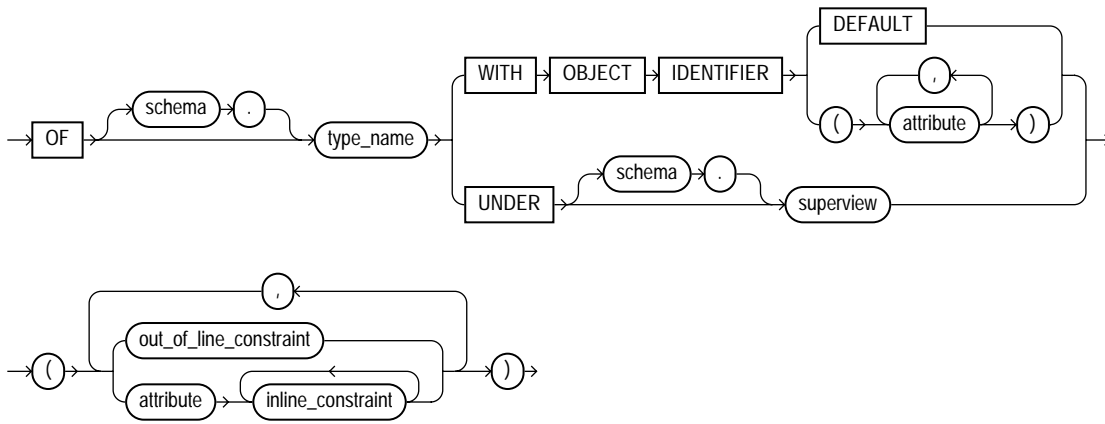 DEFAULT
WITH OBJECT IDENTIFIER
,
schema .
( attribute )
OF
type_name
schema .
UNDER
superview
,
out_of_line_constraint
( )
attribute inline_constraint